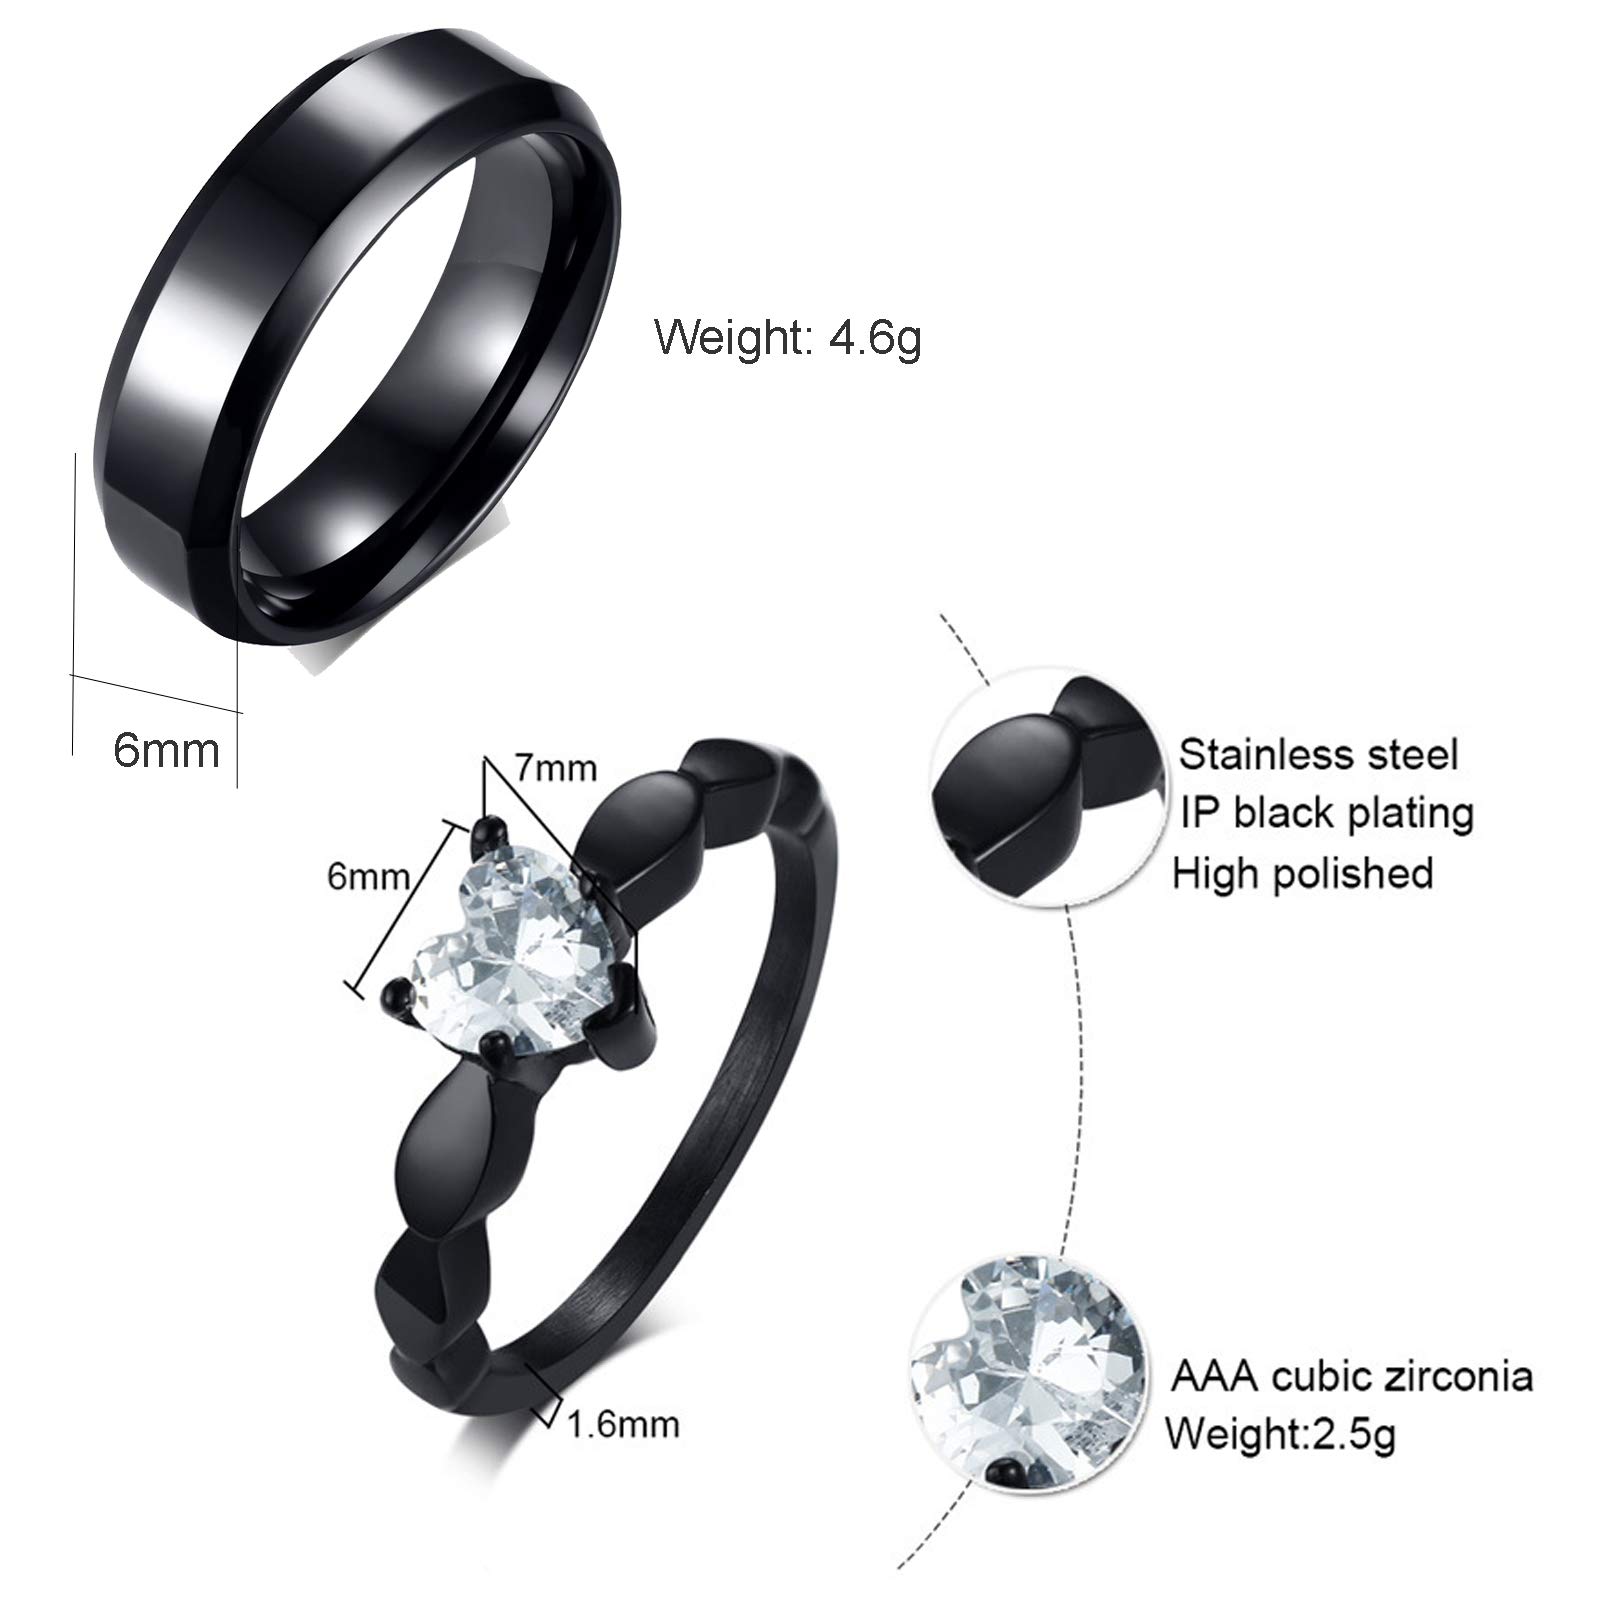 Weight: 4.6g
6mm
7mm
6mm
1.6mm
Stainless steel
IP black plating
High polished
AAA cubic zirconia
Weight:2.5g